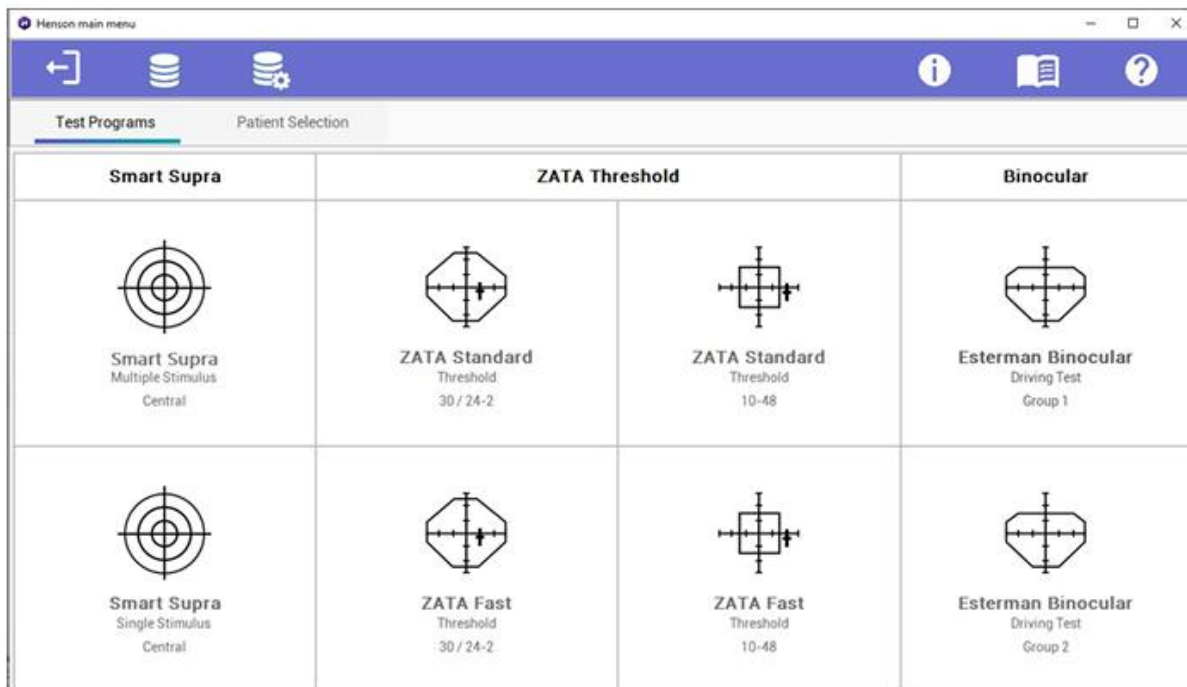 Henson main menu
Test Programs Patient Selection
Smart Supra ZATA Threshold Binocular
Smart Supra
Multiple Stimulus
Central
ZATA Standard
Threshold
30 / 24-2
ZATA Standard
Threshold
10-48
Esterman Binocular
Driving Test
Group 1
Smart Supra
Single Stimulus
Central
ZATA Fast
Threshold
30 / 24-2
ZATA Fast
Threshold
10-48
Esterman Binocular
Driving Test
Group 2